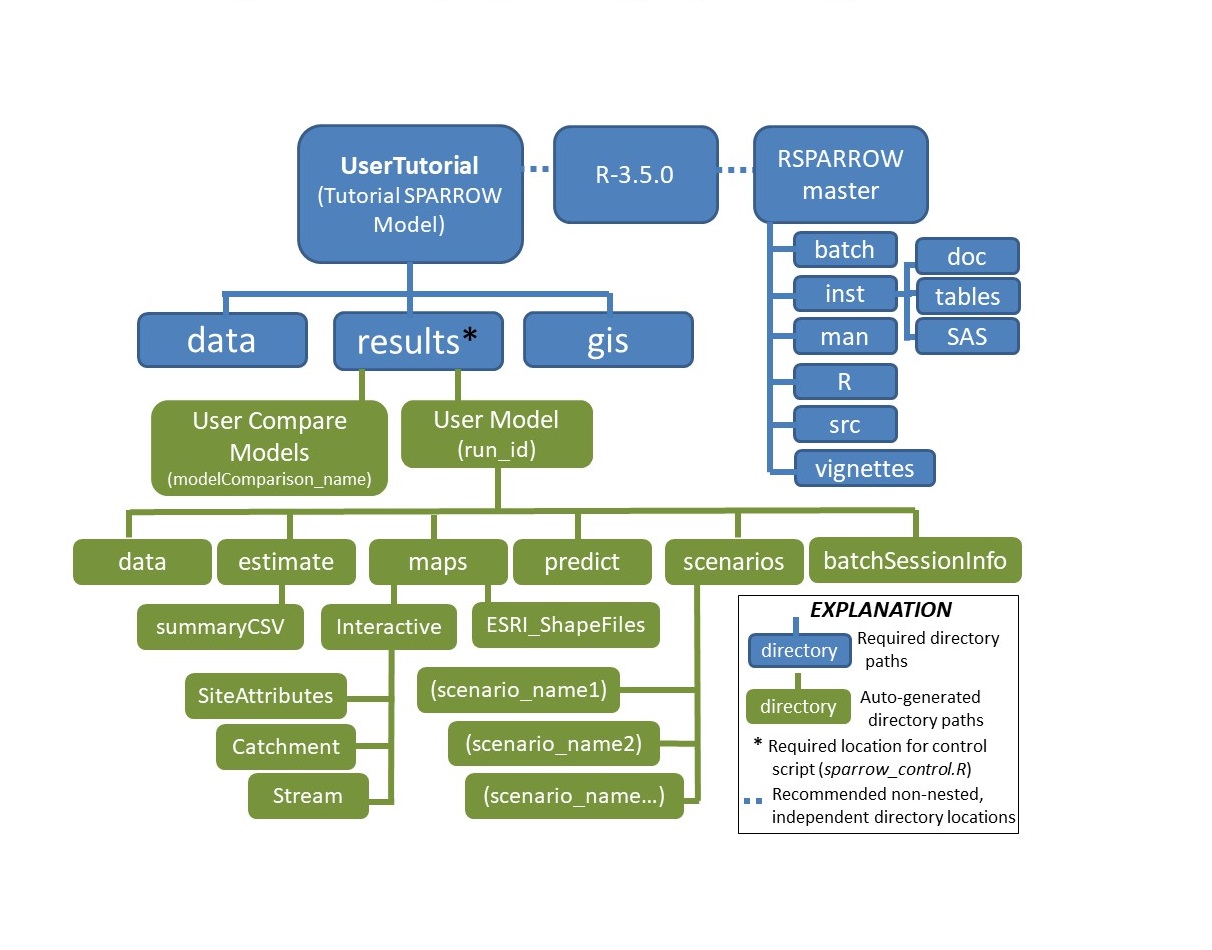 UserTutorial
(Tutorial SPARROW
Model)
R-3.5.0
RSPARROW
master
batch
inst
man
R
src
vignettes
doc
tables
SAS
data
results*
gis
User Compare
Models
(modelComparison_name)
User Model
(run_id)
data
estimate
maps
predict
scenarios
batchSessionInfo
summaryCSV
Interactive
ESRI_ShapeFiles
SiteAttributes
Catchment
Stream
(scenario_name1)
(scenario_name2)
(scenario_name...)
EXPLANATION
directory
Required directory
paths
directory
Auto-generated
directory paths
* Required location for control
script (sparrow_control.R)
Recommended non-nested,
independent directory locations